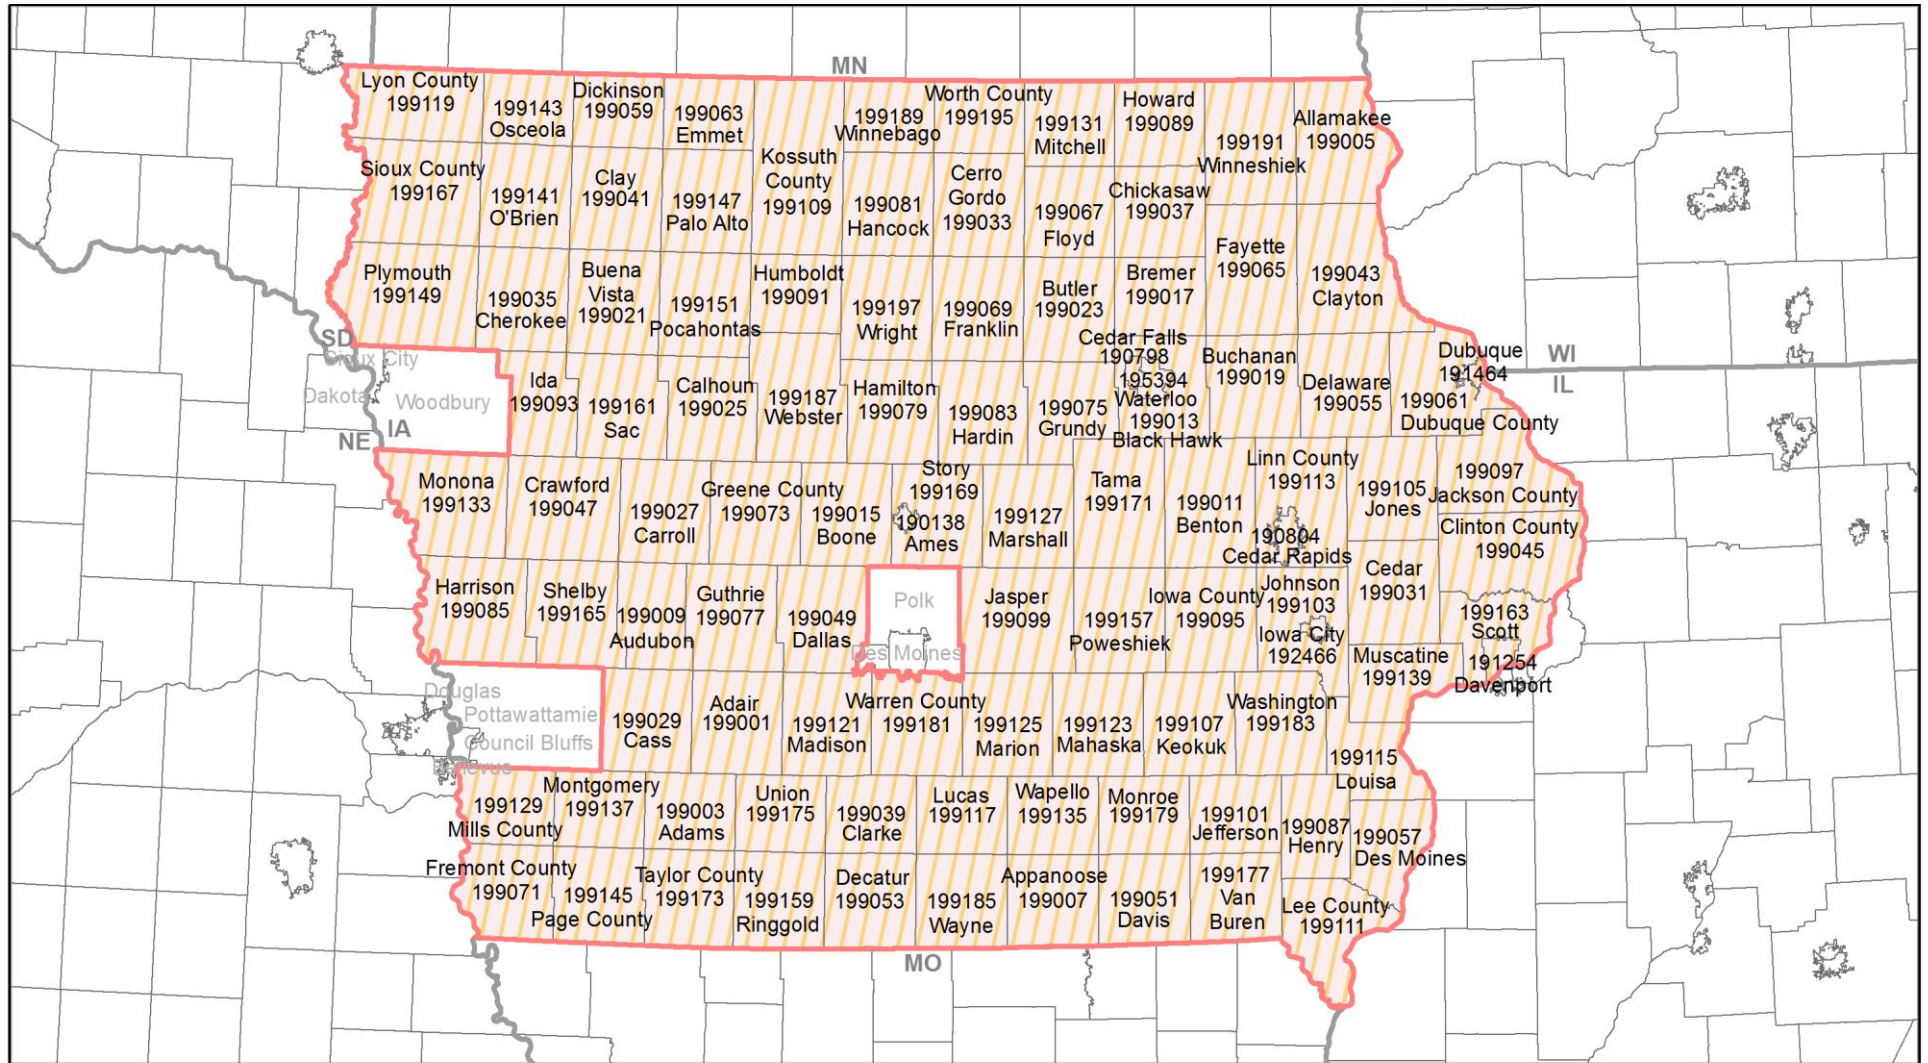 MN
Lyon County
199119
199143
Osceola
Dickinson
199059
199063
Emmet
Kossuth
County
199109
199189
Winnebago
Worth County
199195
199131
Mitchell
Howard
199089
199191
Winneshiek
Allamakee
199005
Sioux County
199167
199141
O'Brien
Clay
199041
199147
Palo Alto
199081
Hancock
Cerro
Gordo
199033
199067
Floyd
Chickasaw
199037
Fayette
199065
199043
Clayton
Plymouth
199149
199035
Cherokee
Buena
Vista
199021
199151
Pocahontas
Humboldt
199091
199197
Wright
199069
Franklin
Butler
199023
Bremer
199017
SD
Sioux City
Dakota
Woodbury
NE
IA
Ida
199093
199161
Sac
Calhoun
199025
199187
Webster
Hamilton
199079
199083
Hardin
199075
Grundy
Cedar Falls
190798
195394
Waterloo
199013
Black Hawk
Buchanan
199019
Delaware
199055
Dubuque
191464
199061
Dubuque County
WI
IL
Monona
199133
Crawford
199047
199027
Carroll
Greene County
199073
199015
Boone
Story
199169
190138
Ames
199127
Marshall
Tama
199171
199011
Benton
Linn County
199113
190804
Cedar Rapids
199105
Jones
199097
Jackson County
Clinton County
199045
Harrison
199085
Shelby
199165
199009
Audubon
Guthrie
199077
199049
Dallas
Polk
Des Moines
Jasper
199099
199157
Poweshiek
Iowa County
199095
Johnson
199103
Iowa City
192466
Cedar
199031
199163
Scott
191254
Davenport
Muscatine
199139
Douglas
Pottawattamie
Council Bluffs
Bellevue
199029
Cass
Adair
199001
199121
Madison
Warren County
199181
199125
Marion
199123
Mahaska
199107
Keokuk
Washington
199183
199115
Louisa
199129
Mills County
Montgomery
199137
199003
Adams
Union
199175
199039
Clarke
Lucas
199117
Wapello
199135
Monroe
199179
199101
Jefferson
199087
Henry
199057
Des Moines
Fremont County
199071
199145
Page County
Taylor County
199173
199159
Ringgold
Decatur
199053
199185
Wayne
Appanoose
199007
199051
Davis
199177
Van
Buren
Lee County
199111
MO